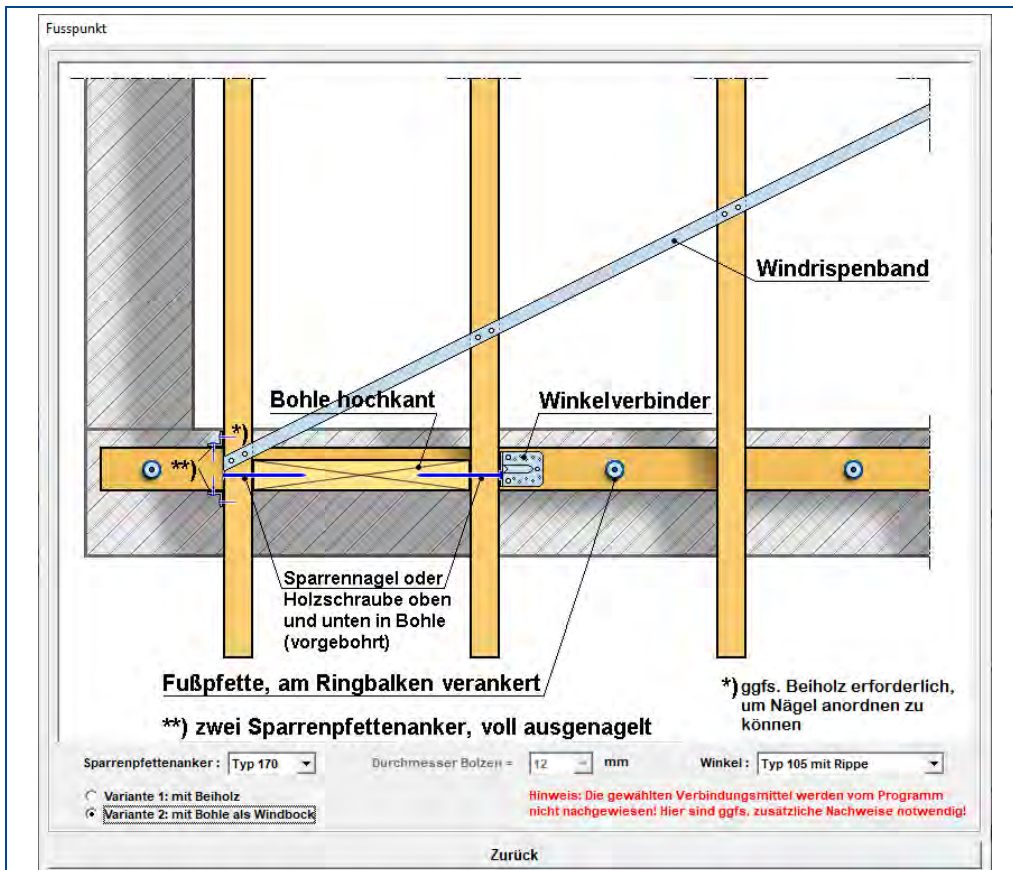 Fusspunkt
Windrispenband
Bohle hochkant
Winkelverbinder
*)
**)
Sparrennagel oder
Holzschraube oben
und unten in Bohle
(vorgebohrt)
Fußpfette, am Ringbalken verankert
*) ggfs. Beiholz erforderlich,
um Nägel anordnen zu
können
**) zwei Sparrenpfettenanker, voll ausgenagelt
Sparrenpfettenanker : Typ 170
Durchmesser Bolzen = 12 mm
Winkel : Typ 105 mit Rippe
Variante 1: mit Beiholz
Variante 2: mit Bohle als Windbock
Hinweis: Die gewählten Verbindungsmittel werden vom Programm
nicht nachgewiesen! Hier sind ggfs. zusätzliche Nachweise notwendig!
Zurück